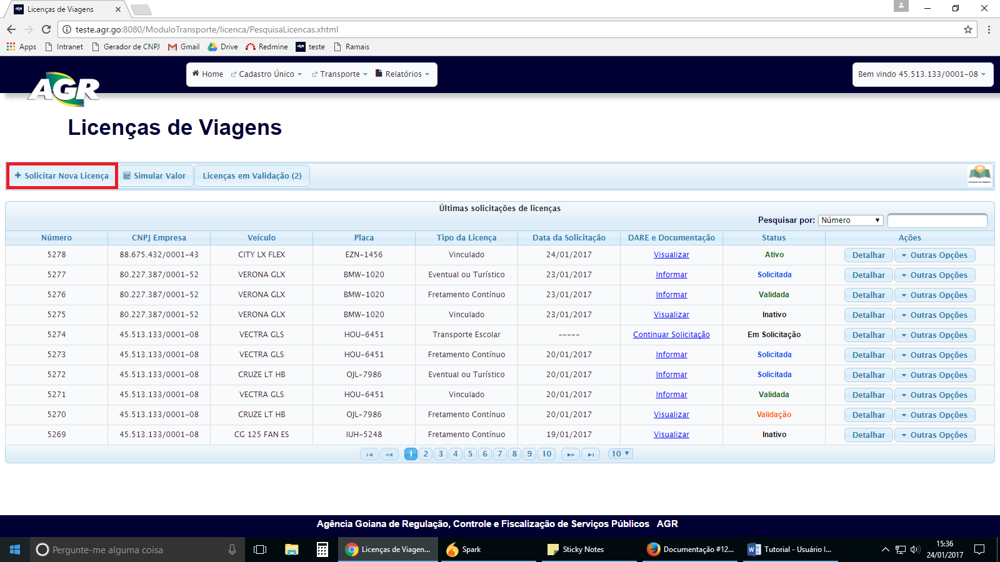 Licenças de Viagens
teste.agr.go:8080/ModuloTransporte/licenca/PesquisaLicencas.xhtml
Apps Intranet Gerador de CNPJ Gmail Drive Redmine teste Ramais
AGR
Home Cadastro Único Transporte Relatórios
Bem vindo 45.513.133/0001-08
Licenças de Viagens
Solicitar Nova Licença Simular Valor Licenças em Validação (2)
Últimas solicitações de licenças
Pesquisar por: Número
Número CNPJ Empresa Veículo Placa Tipo da Licença Data da Solicitação DARE e Documentação Status Ações
5278 88.675.432/0001-43 CITY LX FLEX EZN-1456 Vinculado 24/01/2017 Visualizar Ativo Detalhar Outras Opções
5277 80.227.387/0001-52 VERONA GLX BMW-1020 Eventual ou Turístico 23/01/2017 Informar Solicitada Detalhar Outras Opções
5276 80.227.387/0001-52 VERONA GLX BMW-1020 Fretamento Contínuo 23/01/2017 Informar Validada Detalhar Outras Opções
5275 80.227.387/0001-52 VERONA GLX BMW-1020 Vinculado 23/01/2017 Visualizar Inativo Detalhar Outras Opções
5274 45.513.133/0001-08 VECTRA GLS HOU-6451 Transporte Escolar ----- Continuar Solicitação Em Solicitação Detalhar Outras Opções
5273 45.513.133/0001-08 VECTRA GLS HOU-6451 Fretamento Contínuo 20/01/2017 Informar Solicitada Detalhar Outras Opções
5272 45.513.133/0001-08 CRUZE LT HB OJL-7986 Eventual ou Turístico 20/01/2017 Informar Solicitada Detalhar Outras Opções
5271 45.513.133/0001-08 VECTRA GLS HOU-6451 Vinculado 20/01/2017 Informar Validada Detalhar Outras Opções
5270 45.513.133/0001-08 CRUZE LT HB OJL-7986 Fretamento Contínuo 20/01/2017 Visualizar Validação Detalhar Outras Opções
5269 45.513.133/0001-08 CG 125 FAN ES IUH-5248 Fretamento Contínuo 19/01/2017 Visualizar Inativo Detalhar Outras Opções
1 2 3 4 5 6 7 8 9 10 10
Agência Goiana de Regulação, Controle e Fiscalização de Serviços Públicos AGR
Pergunte-me alguma coisa Licenças de Viagen... Spark Sticky Notes Documentação #12... Tutorial - Usuário I...
15:36
24/01/2017